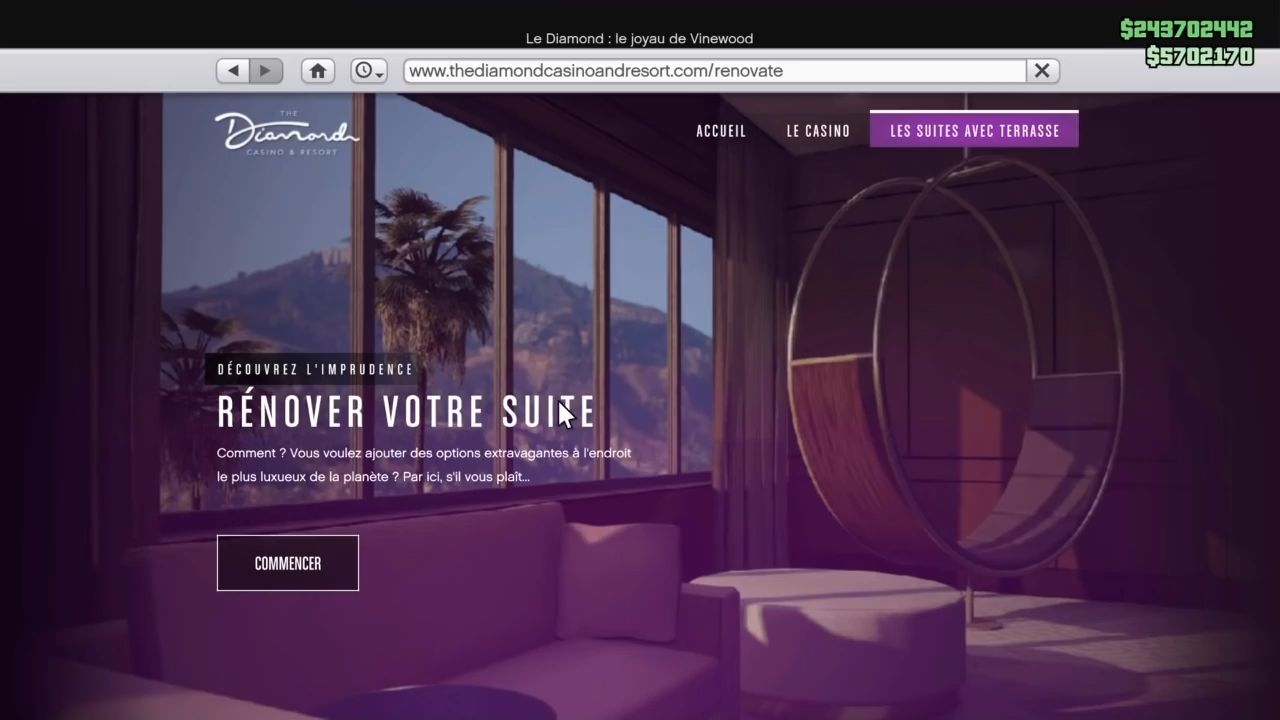 $243702442
Le Diamond : le joyau de Vinewood
$5702170
www.thediamondcasinoandresort.com/renovate
THE
Diamond
CASINO & RESORT
ACCUEIL
LE CASINO
LES SUITES AVEC TERRASSE
DÉCOUVREZ L'IMPRUDENCE
RÉNOVER VOTRE SUITE
Comment ? Vous voulez ajouter des options extravagantes à l'endroit
le plus luxueux de la planète ? Par ici, s'il vous plaît...
COMMENCER